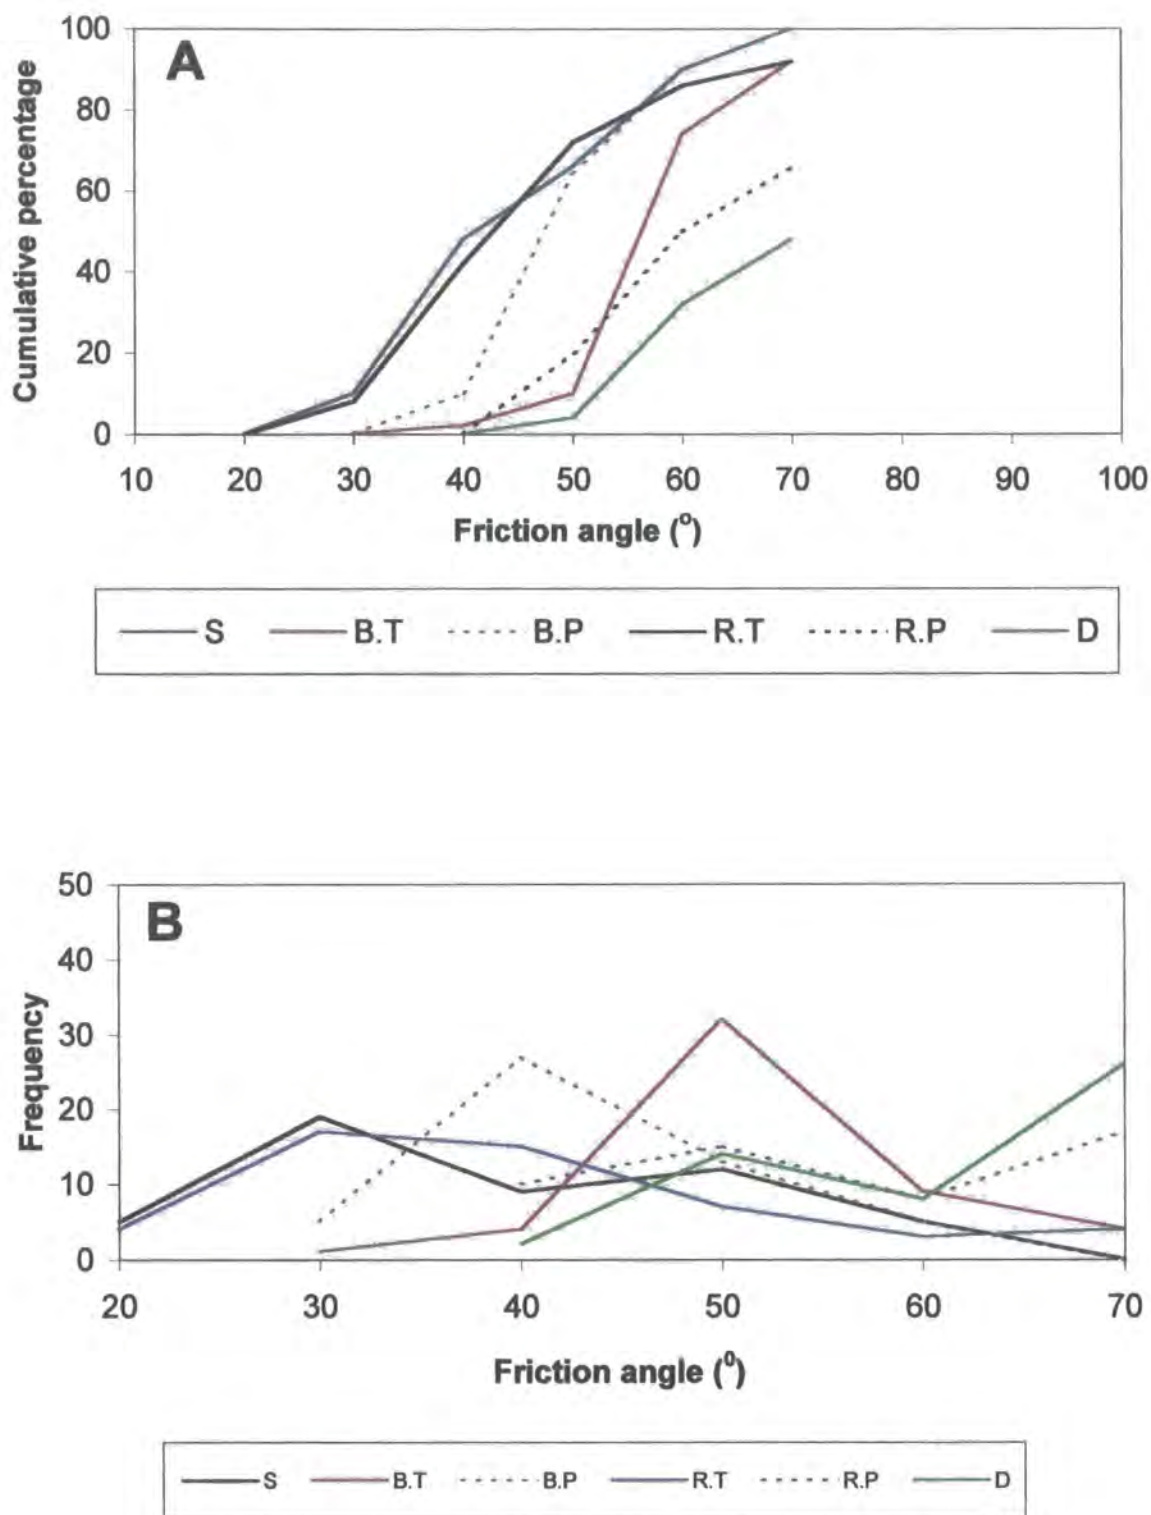 A
Cumulative percentage
100
80
60
40
20
0
10 20 30 40 50 60 70 80 90 100
Friction angle (°)
S B.T B.P R.T R.P D
B
Frequency
50
40
30
20
10
0
20 30 40 50 60 70
Friction angle (⁰)
S B.T B.P R.T R.P D